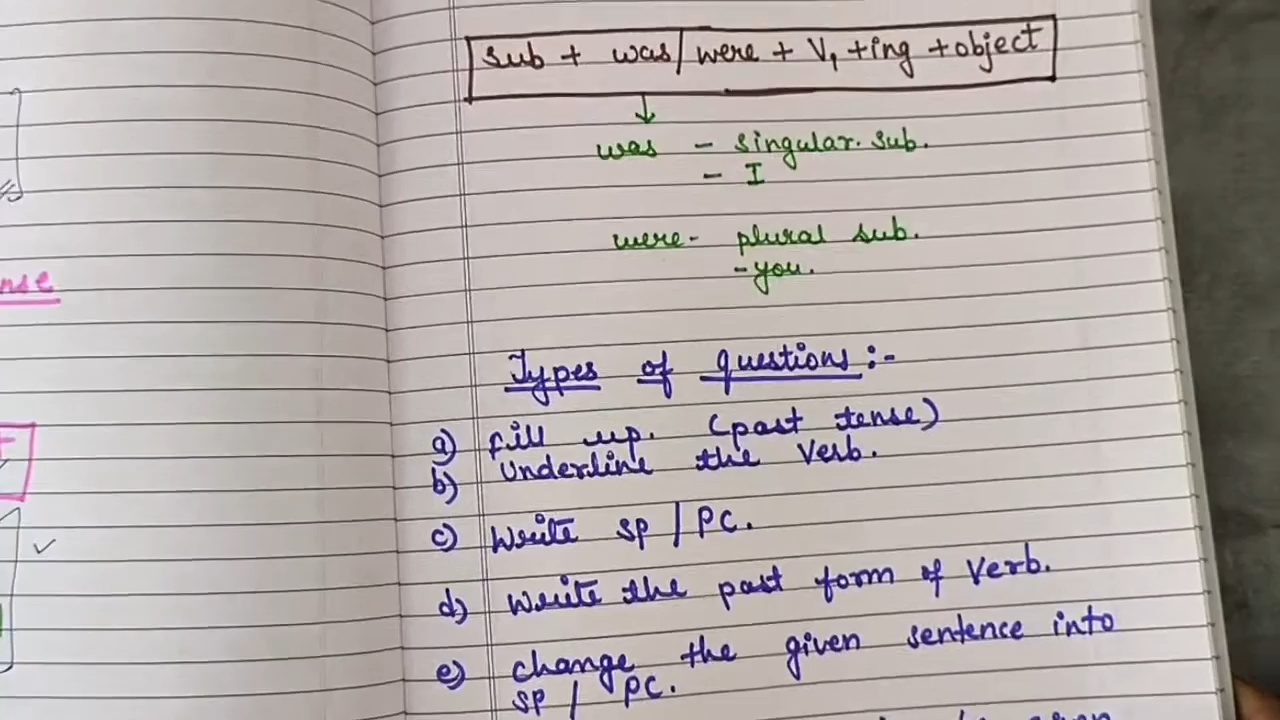 sub + was/were + V1 +ing +object
was - singular. sub.
- I
were - plural sub.
- you.
nse
Types of questions :-
a) fill up. (past tense)
b) Underline the verb.
c) Write SP / PC.
d) Write the past form of verb.
e) change the given sentence into
SP / PC.